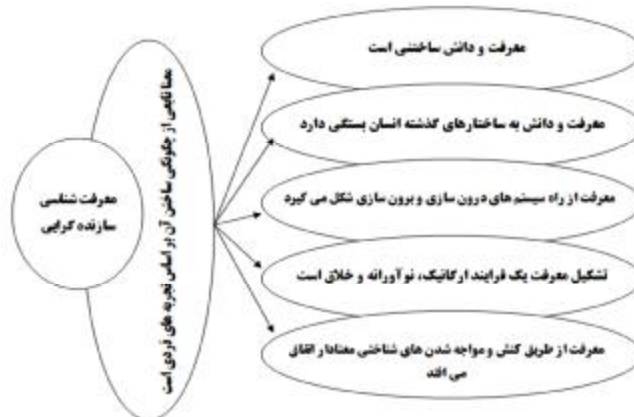 معرفت شناسی
سازنده گرایی
معنا تابعی از چگونگی ساختن آن بر اساس تجربه های فردی است
معرفت و دانش ساختنی است
معرفت و دانش به ساختارهای گذشته انسان بستگی دارد
معرفت از راه سیستم های درون سازی و برون سازی شکل می گیرد
تشکیل معرفت یک فرایند ارگانیک، نوآورانه و خلاق است
معرفت از طریق کنش و مواجه شدن های شناختی معنادار اتفاق
می افتد